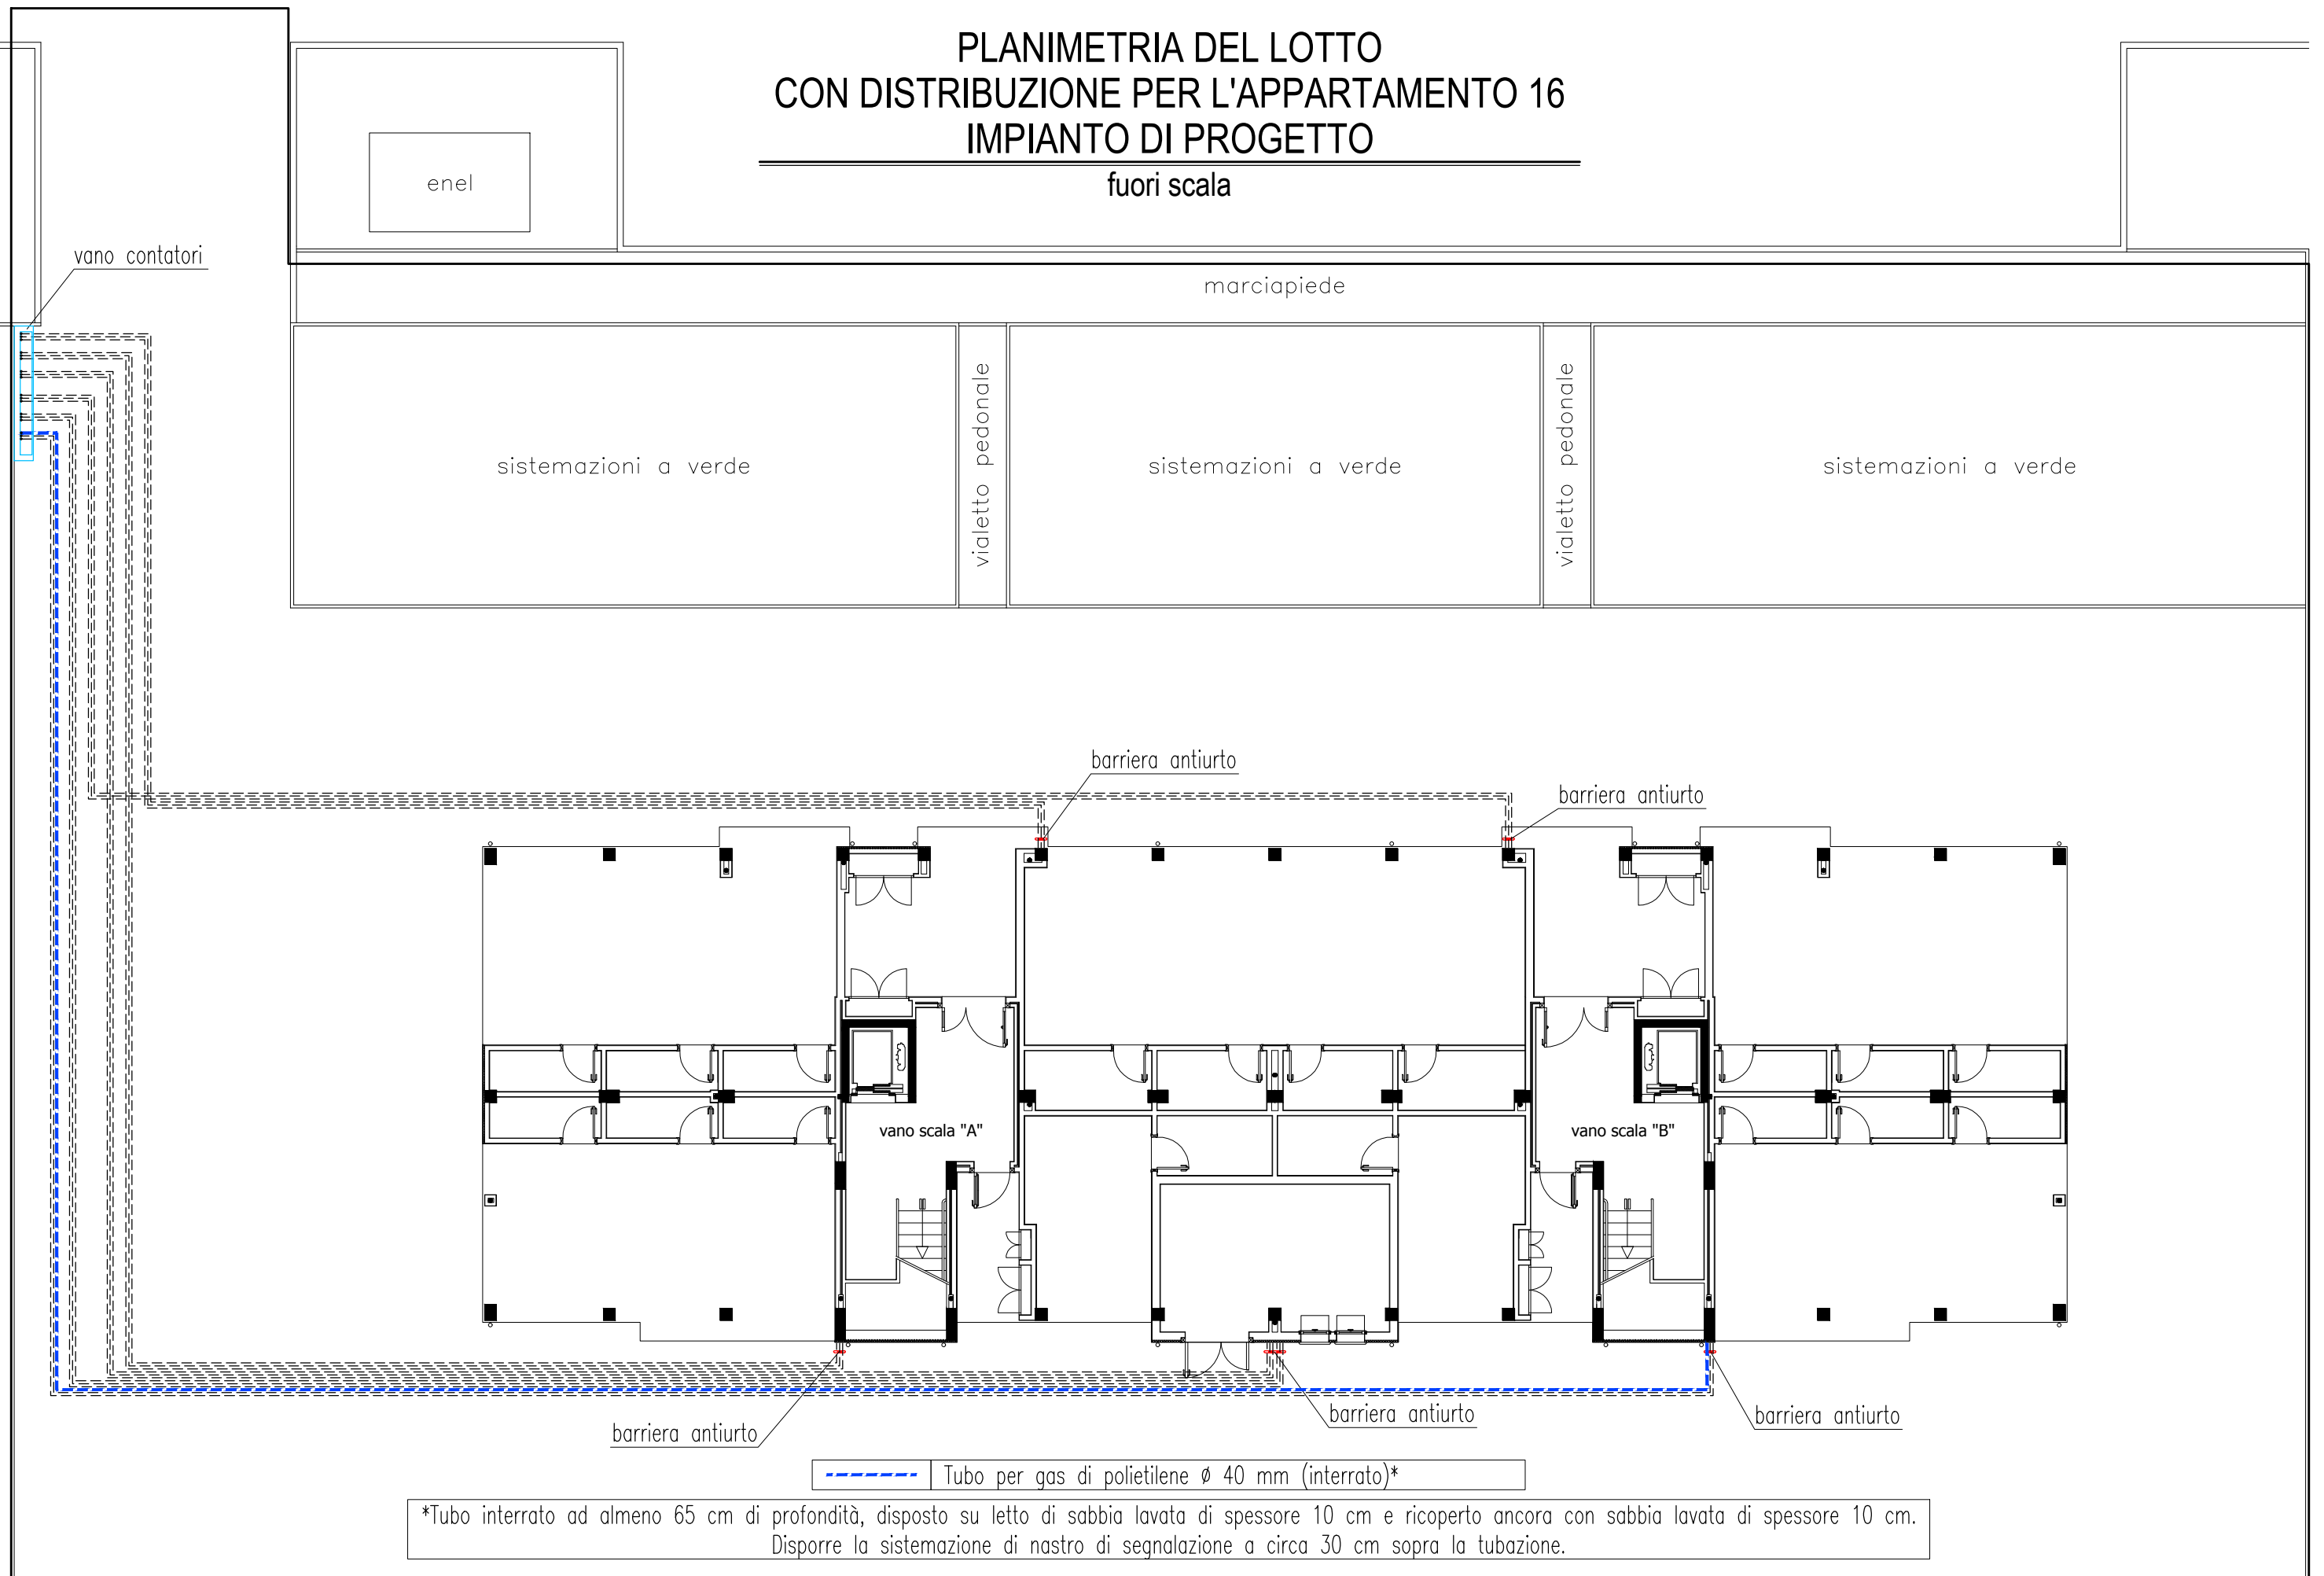 PLANIMETRIA DEL LOTTO
CON DISTRIBUZIONE PER L'APPARTAMENTO 16
IMPIANTO DI PROGETTO
fuori scala
enel
vano contatori
marciapiede
vialetto pedonale
vialetto pedonale
sistemazioni a verde
sistemazioni a verde
sistemazioni a verde
barriera antiurto
barriera antiurto
vano scala "A"
vano scala "B"
barriera antiurto
barriera antiurto
barriera antiurto
Tubo per gas di polietilene ø 40 mm (interrato)*
*Tubo interrato ad almeno 65 cm di profondità, disposto su letto di sabbia lavata di spessore 10 cm e ricoperto ancora con sabbia lavata di spessore 10 cm.
Disporre la sistemazione di nastro di segnalazione a circa 30 cm sopra la tubazione.